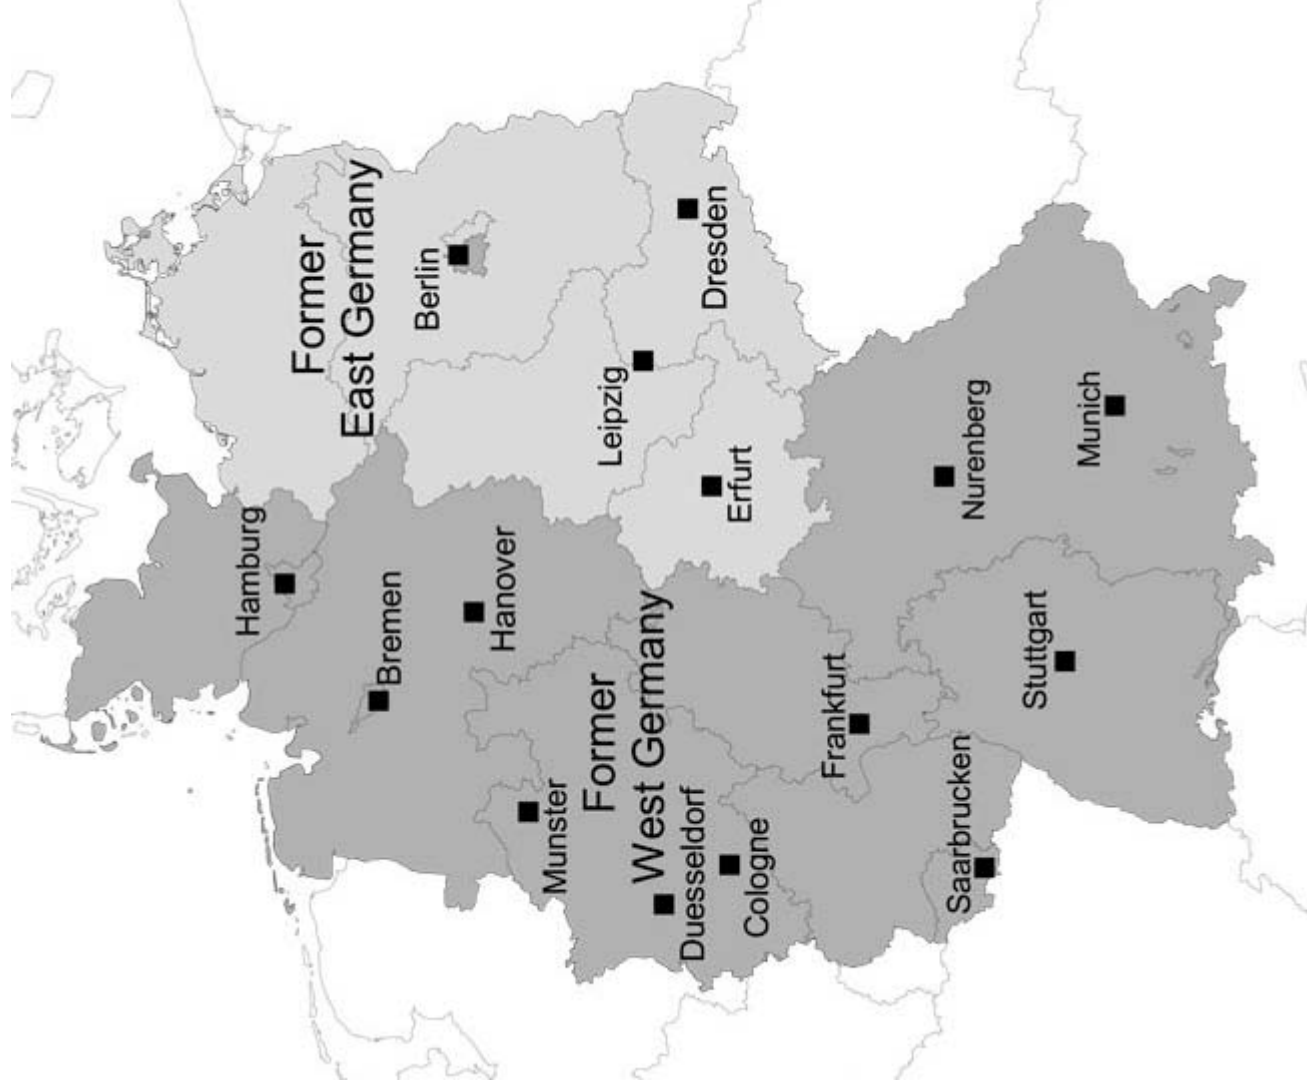 Former
East Germany
Berlin
Dresden
Leipzig
Erfurt
Hamburg
Bremen
Hanover
Former
West Germany
Munster
Duesseldorf
Cologne
Frankfurt
Saarbrucken
Stuttgart
Nurenberg
Munich